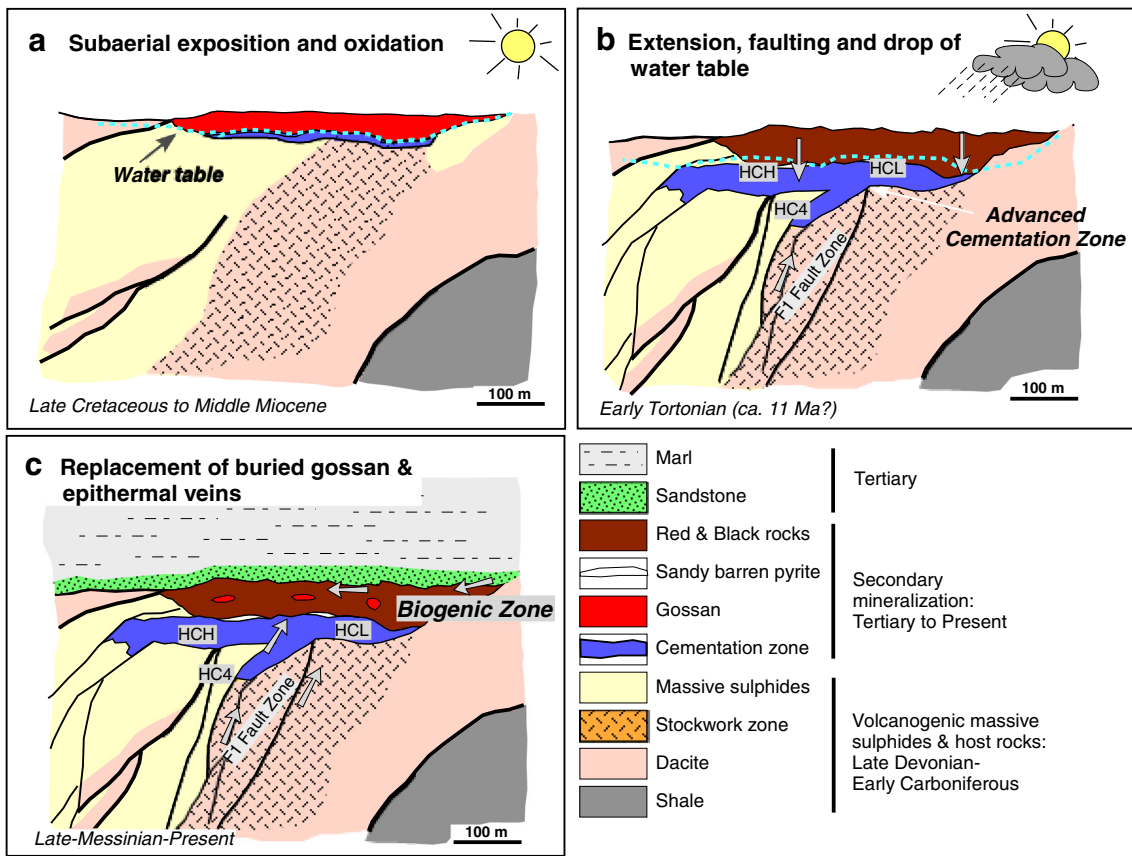 a Subaerial exposition and oxidation
Water table
Late Cretaceous to Middle Miocene
100 m
b Extension, faulting and drop of
water table
HCH
HCL
HC4
Advanced
Cementation Zone
F1 Fault Zone
Early Tortonian (ca. 11 Ma?)
100 m
c Replacement of buried gossan &
epithermal veins
Biogenic Zone
HCH
HCL
HC4
F1 Fault Zone
Late-Messinian-Present
100 m
Marl
Sandstone
Tertiary
Red & Black rocks
Sandy barren pyrite
Gossan
Cementation zone
Secondary
mineralization:
Tertiary to Present
Massive sulphides
Stockwork zone
Dacite
Shale
Volcanogenic massive
sulphides & host rocks:
Late Devonian-
Early Carboniferous